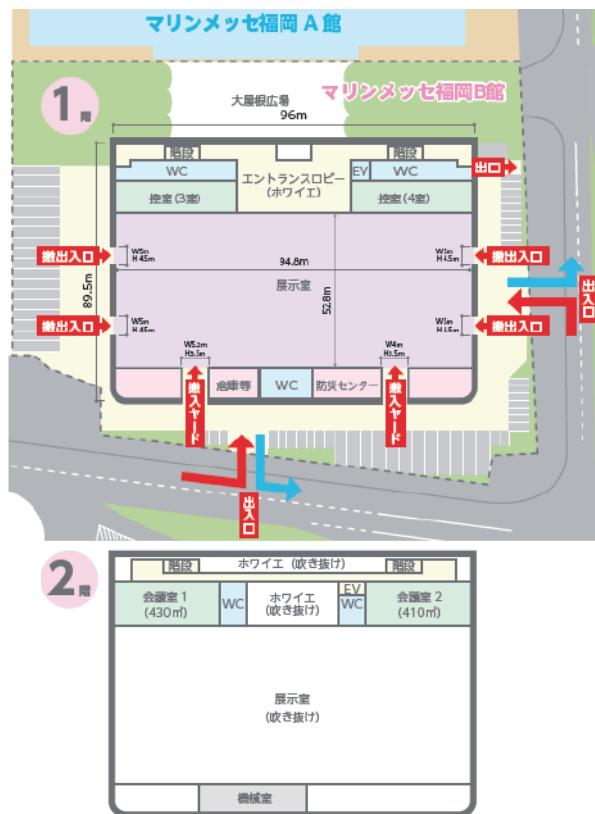 マリンメッセ福岡 A 館
1 階
大屋根広場
マリンメッセ福岡B館
96m
階段
階段
WC
エントランスロビー
(ホワイエ)
EV
WC
出口
控室(3室)
控室(4室)
89.5m
搬出入口
W5m
H4.5m
94.8m
展示室
52.8m
W5m
H4.5m
搬出入口
搬出入口
W5m
H4.5m
W5m
H4.5m
搬出入口
出入口
W5.2m
H3.5m
W4m
H3.5m
搬入ヤード
倉庫等
WC
防災センター
搬入ヤード
出入口
2 階
階段
ホワイエ (吹き抜け)
階段
会議室 1
(430㎡)
WC
ホワイエ
(吹き抜け)
EV
WC
会議室 2
(410㎡)
展示室
(吹き抜け)
機械室